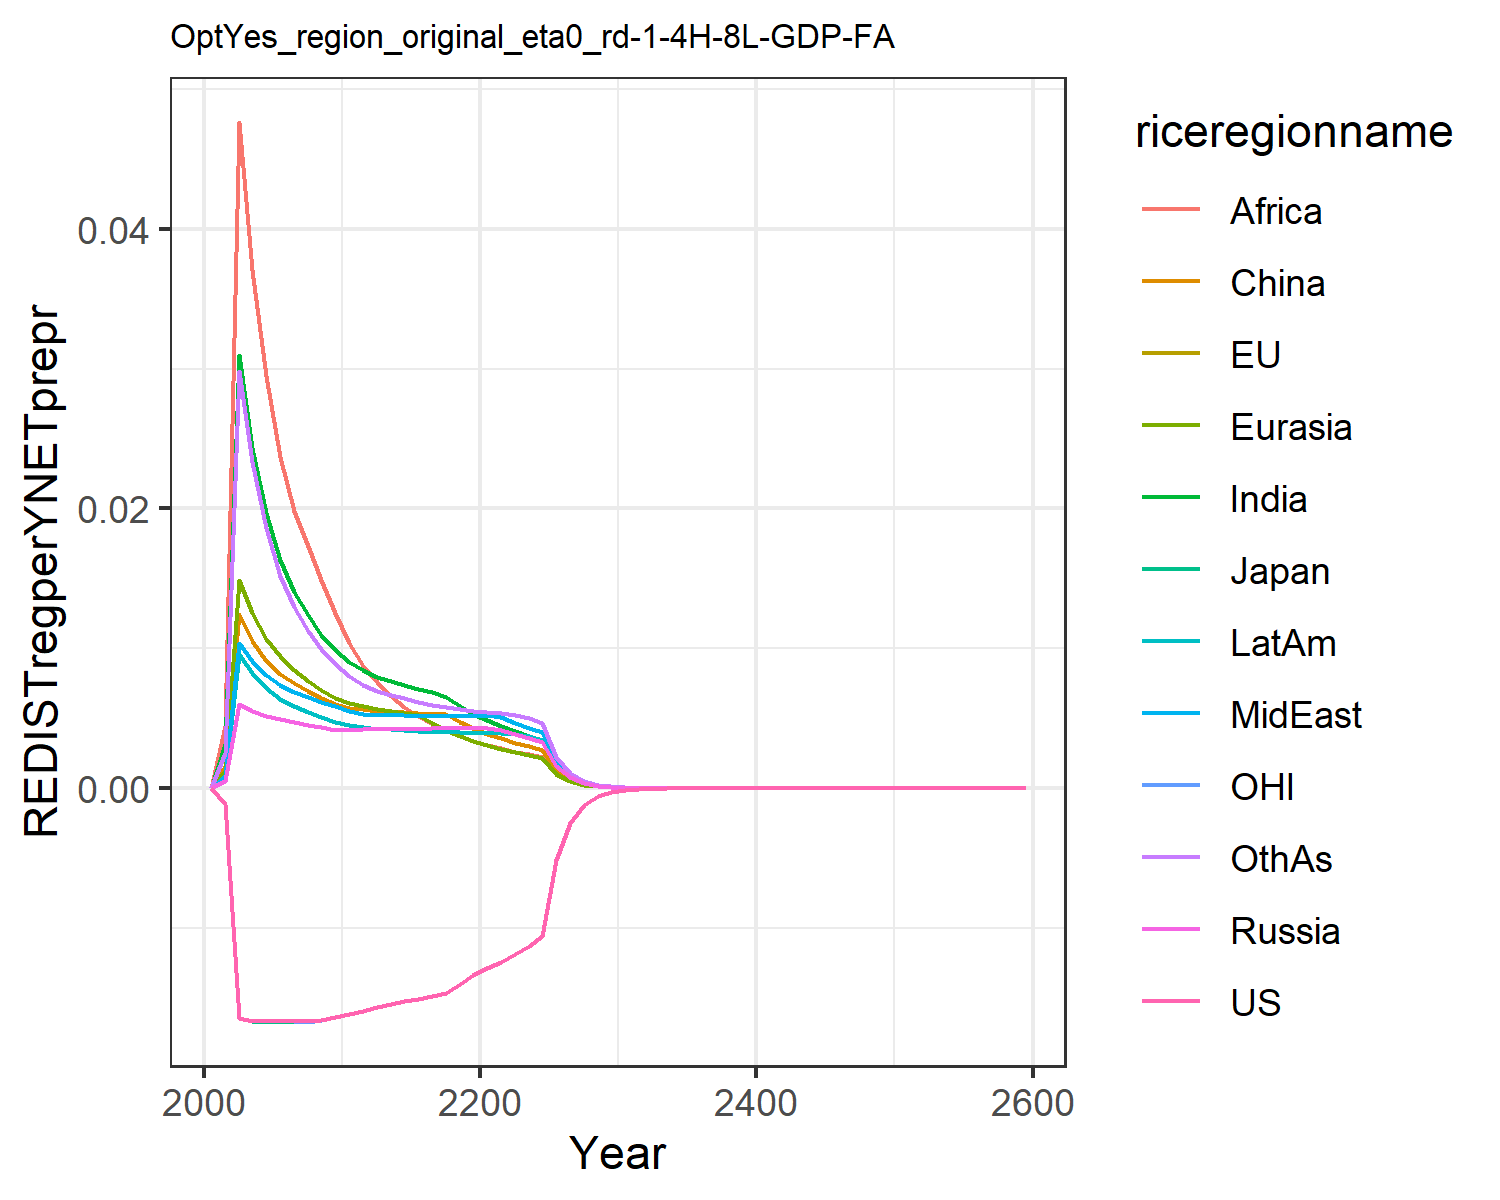 OptYes_region_original_eta0_rd-1-4H-8L-GDP-FA
REDISTregperYNETprepr
0.04
0.02
0.00
2000 2200 2400 2600
Year
riceregionname
Africa
China
EU
Eurasia
India
Japan
LatAm
MidEast
OHI
OthAs
Russia
US